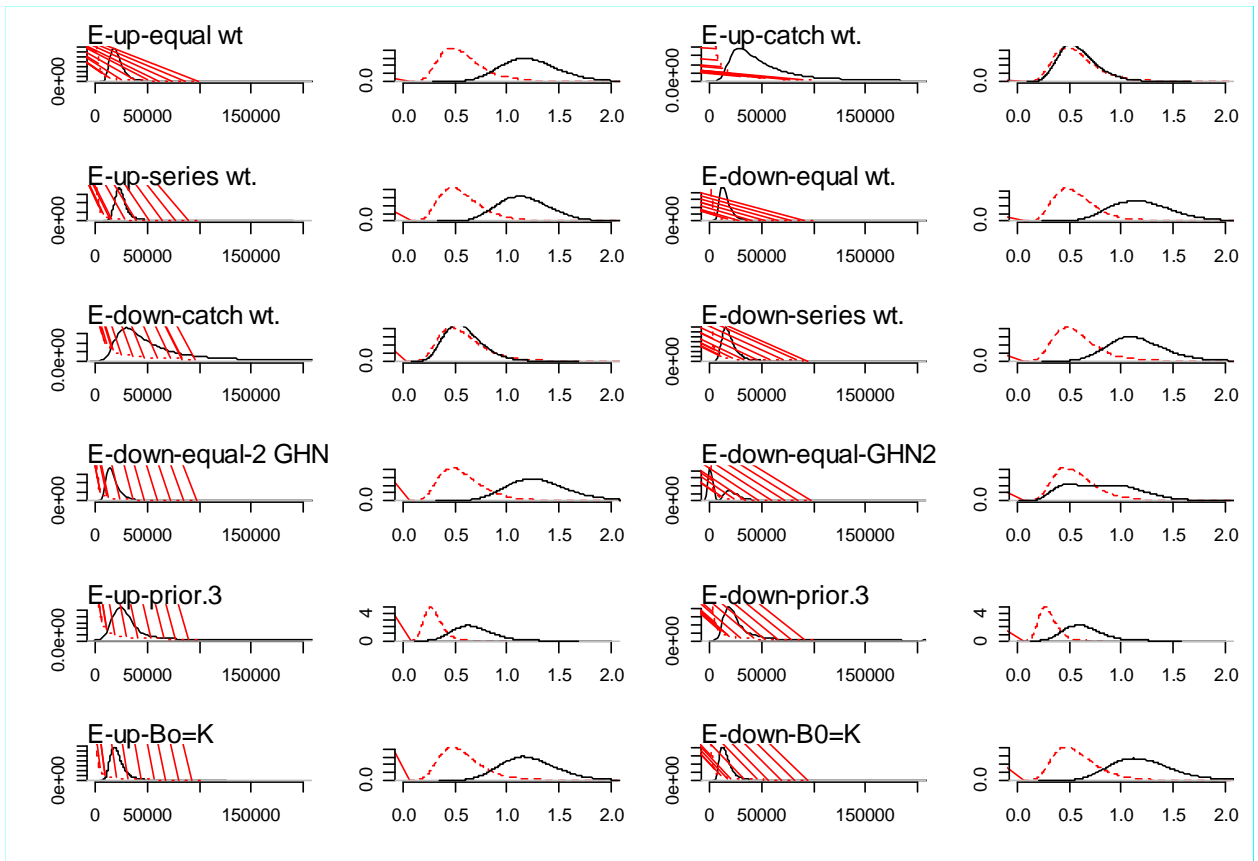 E-up-equal wt
E-up-catch wt.
0e+00
0 50000 150000
0.0
0.0 0.5 1.0 1.5 2.0
0.0e+00
0 50000 150000
0.0
0.0 0.5 1.0 1.5 2.0
E-up-series wt.
E-down-equal wt.
0e+00
0 50000 150000
0.0
0.0 0.5 1.0 1.5 2.0
0e+00
0 50000 150000
0.0
0.0 0.5 1.0 1.5 2.0
E-down-catch wt.
E-down-series wt.
0.0e+00
0 50000 150000
0.0
0.0 0.5 1.0 1.5 2.0
0e+00
0 50000 150000
0.0
0.0 0.5 1.0 1.5 2.0
E-down-equal-2 GHN
E-down-equal-GHN2
0e+00
0 50000 150000
0.0
0.0 0.5 1.0 1.5 2.0
0e+00
0 50000 150000
0.0
0.0 0.5 1.0 1.5 2.0
E-up-prior.3
E-down-prior.3
0.0e+00
0 50000 150000
4
0
0.0 0.5 1.0 1.5 2.0
0e+00
0 50000 150000
4
0
0.0 0.5 1.0 1.5 2.0
E-up-Bo=K
E-down-B0=K
0e+00
0 50000 150000
0.0
0.0 0.5 1.0 1.5 2.0
0e+00
0 50000 150000
0.0
0.0 0.5 1.0 1.5 2.0